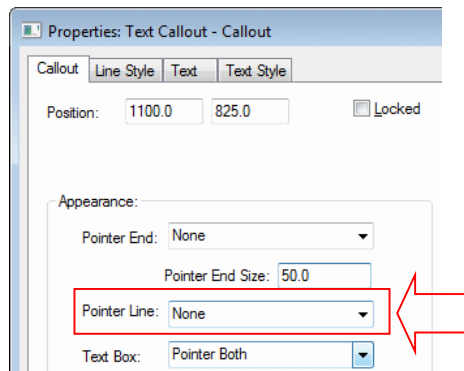 Properties: Text Callout - Callout
Callout Line Style Text Text Style
Position: 1100.0 825.0 Locked
Appearance:
Pointer End: None
Pointer End Size: 50.0
Pointer Line: None
Text Box: Pointer Both